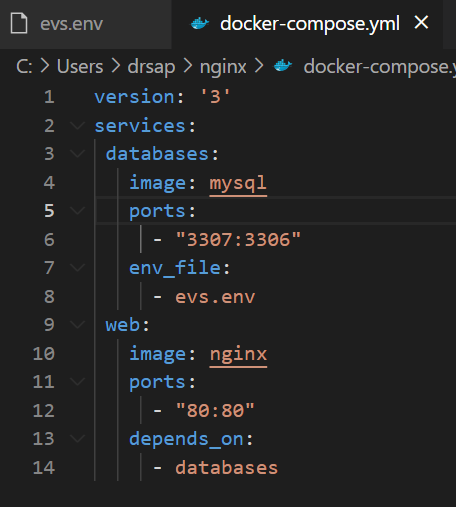 evs.env docker-compose.yml
C: > Users > drsap > nginx > docker-compose.y
1 version: '3'
2 services:
3  databases:
4   image: mysql
5   ports:
6     - "3307:3306"
7   env_file:
8     - evs.env
9  web:
10   image: nginx
11   ports:
12     - "80:80"
13   depends_on:
14     - databases